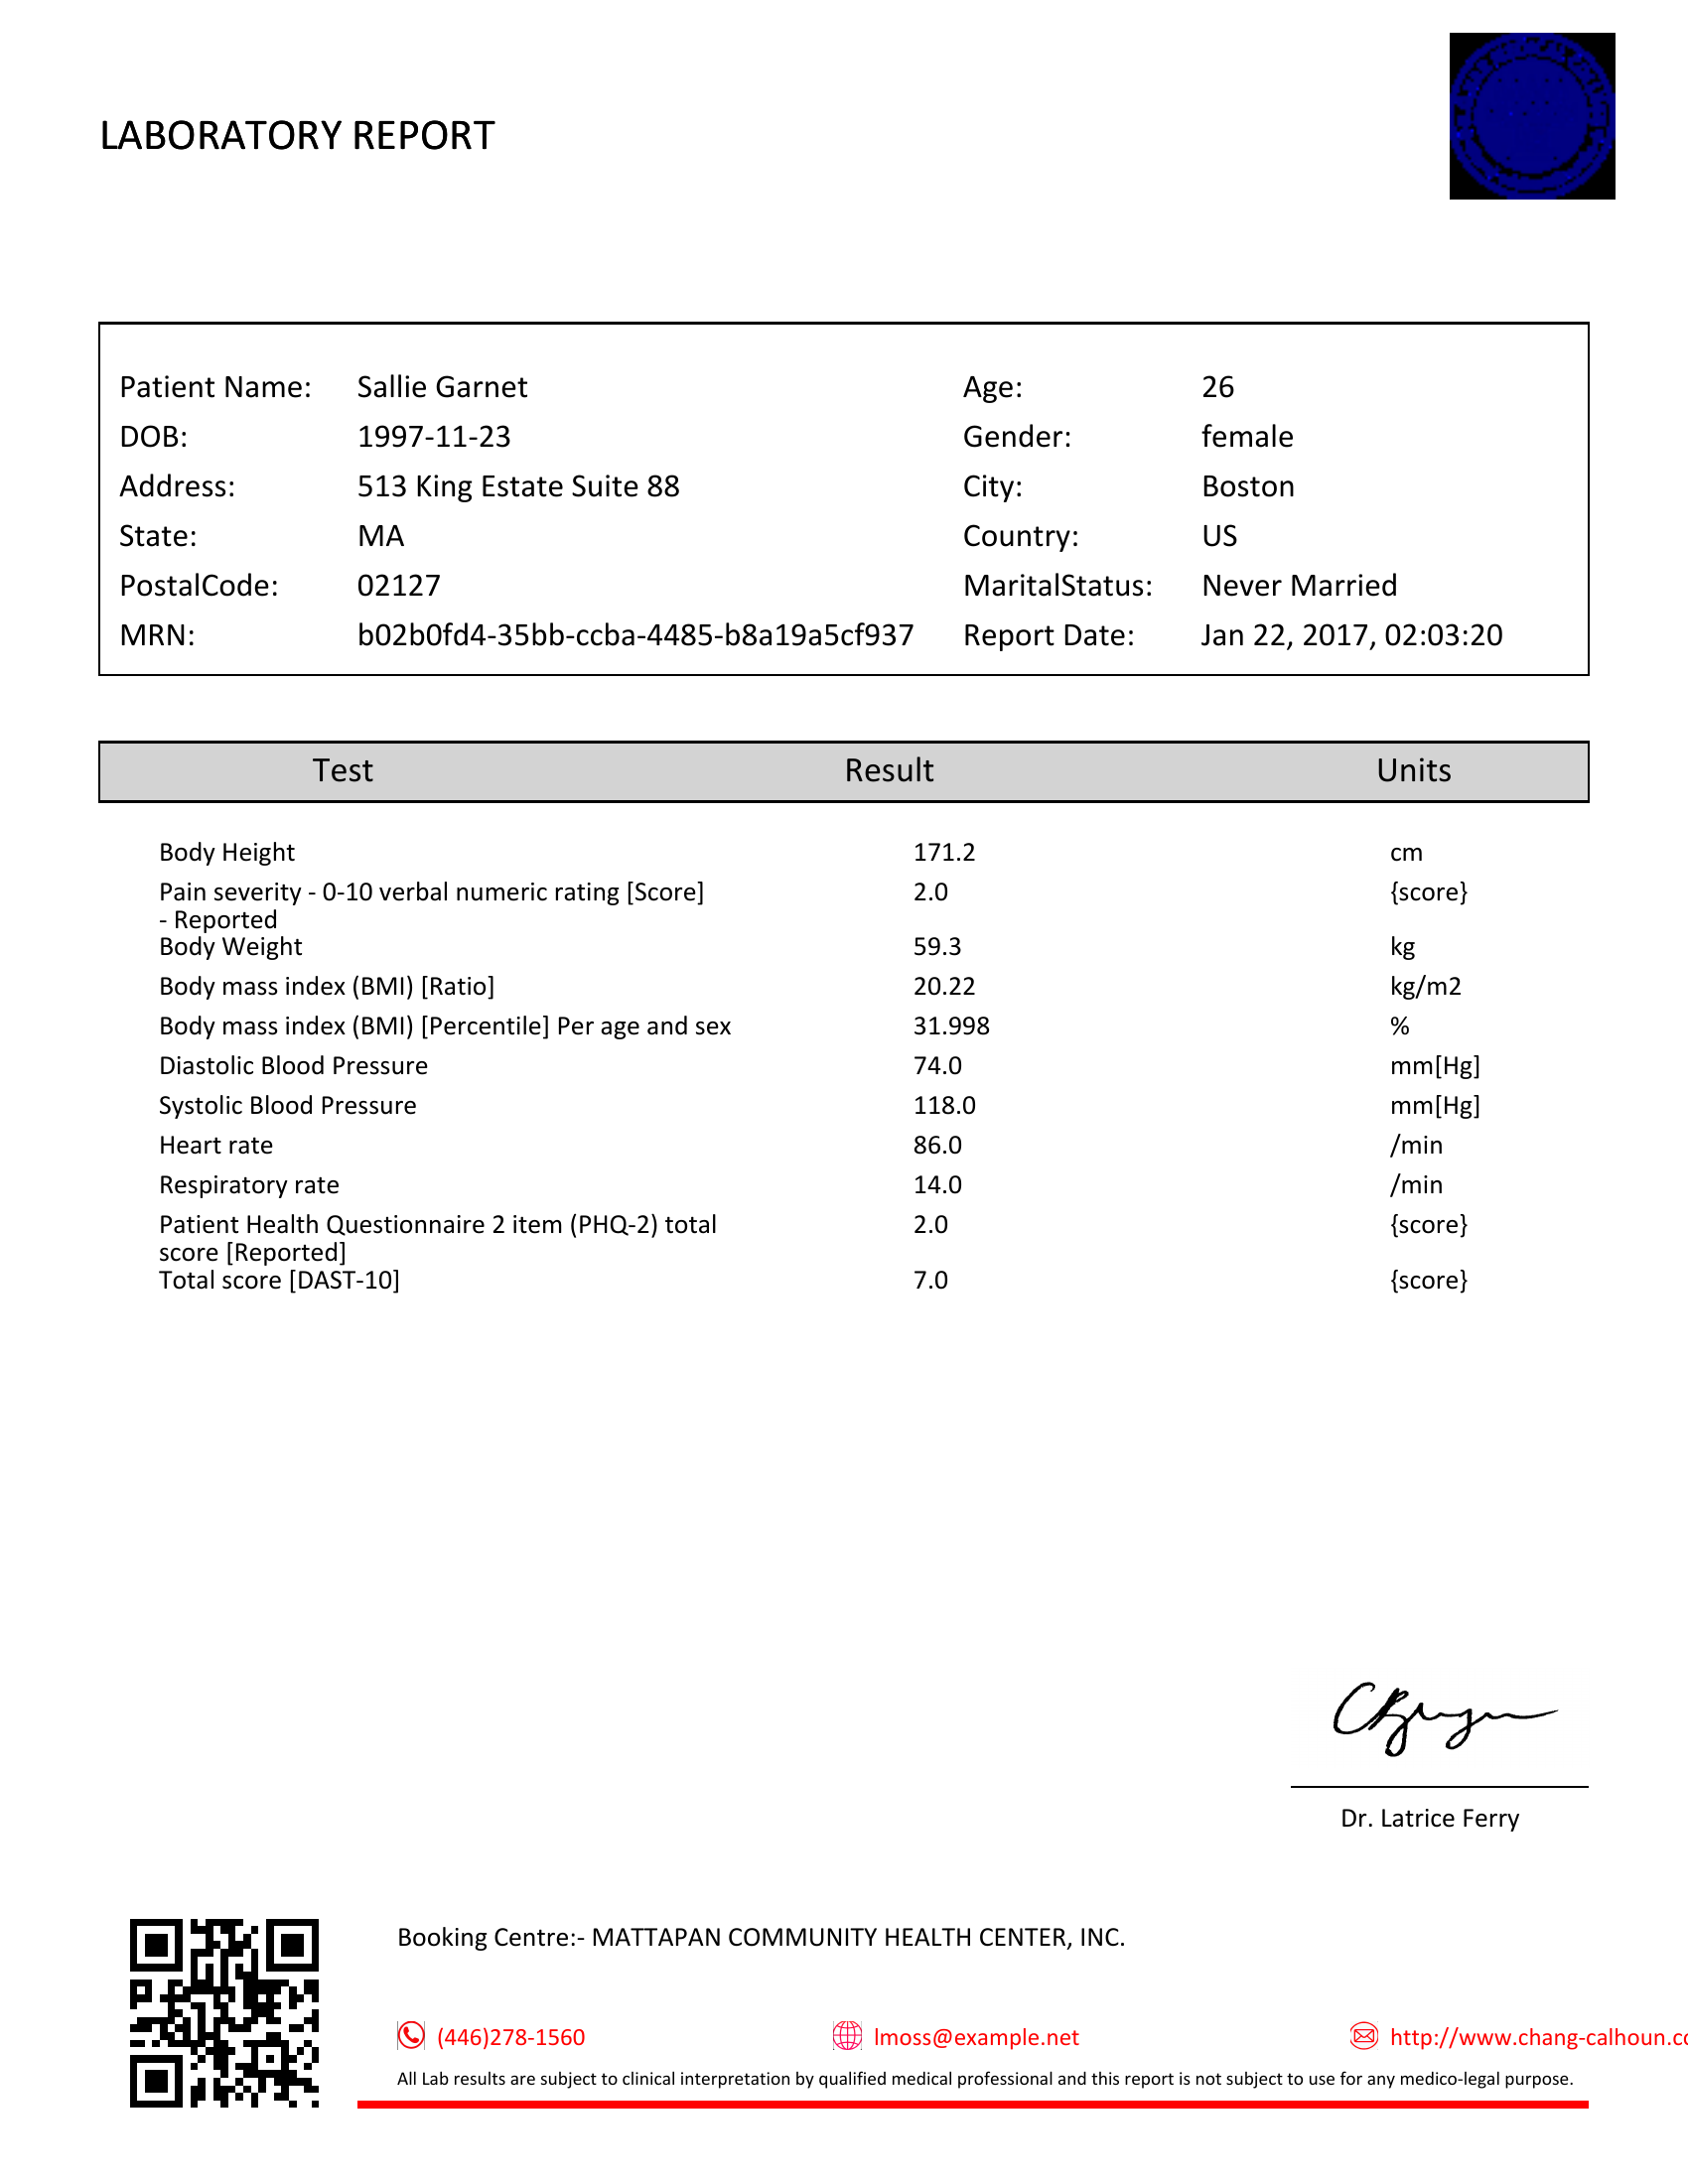 LABORATORY REPORT
Patient Name: Sallie Garnet Age: 26
DOB: 1997-11-23 Gender: female
Address: 513 King Estate Suite 88 City: Boston
State: MA Country: US
PostalCode: 02127 MaritalStatus: Never Married
MRN: b02b0fd4-35bb-ccba-4485-b8a19a5cf937 Report Date: Jan 22, 2017, 02:03:20
Test Result Units
Body Height 171.2 cm
Pain severity - 0-10 verbal numeric rating [Score] 2.0 {score}
- Reported
Body Weight 59.3 kg
Body mass index (BMI) [Ratio] 20.22 kg/m2
Body mass index (BMI) [Percentile] Per age and sex 31.998 %
Diastolic Blood Pressure 74.0 mm[Hg]
Systolic Blood Pressure 118.0 mm[Hg]
Heart rate 86.0 /min
Respiratory rate 14.0 /min
Patient Health Questionnaire 2 item (PHQ-2) total 2.0 {score}
score [Reported]
Total score [DAST-10] 7.0 {score}
Dr. Latrice Ferry
Booking Centre:- MATTAPAN COMMUNITY HEALTH CENTER, INC.
(446)278-1560 lmoss@example.net http://www.chang-calhoun.co
All Lab results are subject to clinical interpretation by qualified medical professional and this report is not subject to use for any medico-legal purpose.